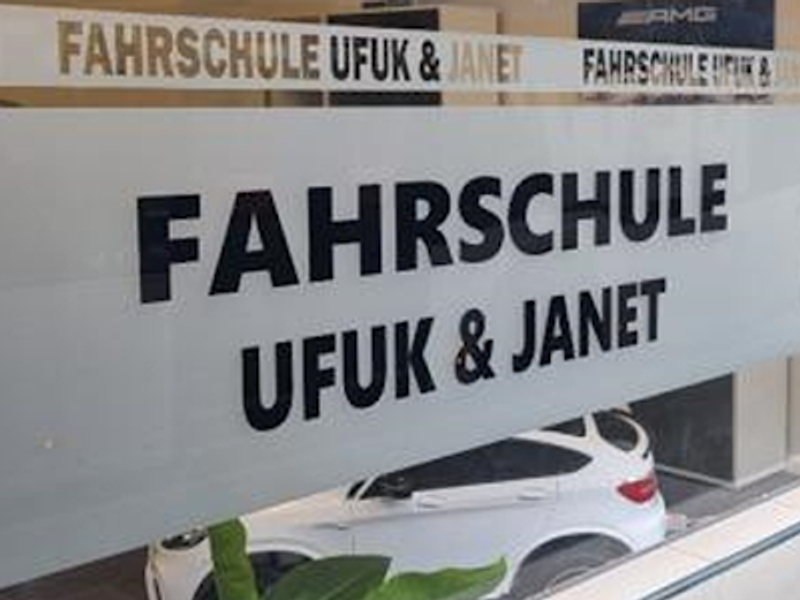 FAHRSCHULE UFUK & JANET
FAHRSCHULE UFUK &
AMG
FAHRSCHULE
UFUK & JANET